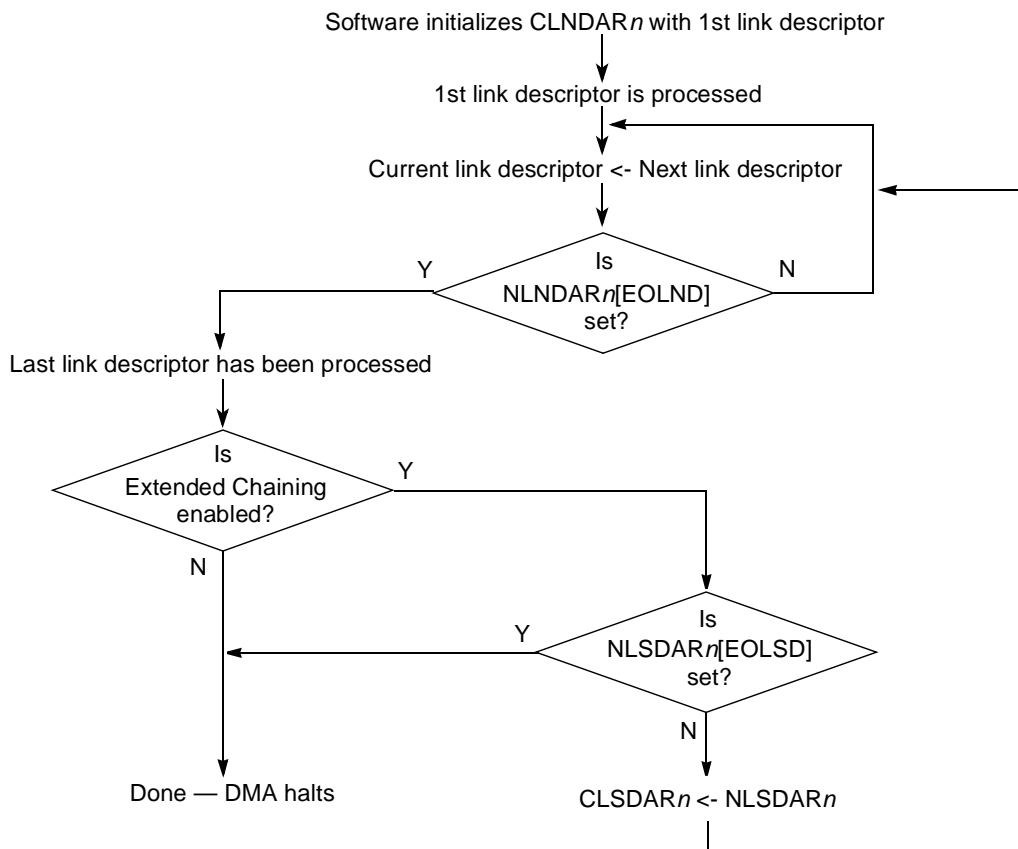 Software initializes CLNDARn with 1st link descriptor
1st link descriptor is processed
Current link descriptor <- Next link descriptor
Y
Is
NLNDARn[EOLND]
set?
N
Last link descriptor has been processed
Is
Extended Chaining
enabled?
Y
N
Y
Is
NLSDARn[EOLSD]
set?
N
Done — DMA halts
CLSDARn <- NLSDARn